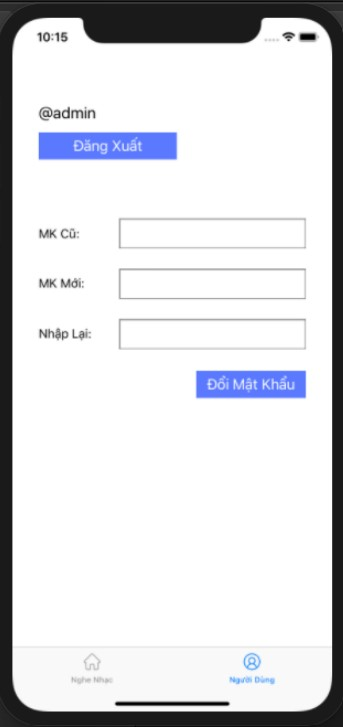 10:15
@admin
Đăng Xuất
MK Cũ:
MK Mới:
Nhập Lại:
Đổi Mật Khẩu
Nghe Nhạc
Người Dùng